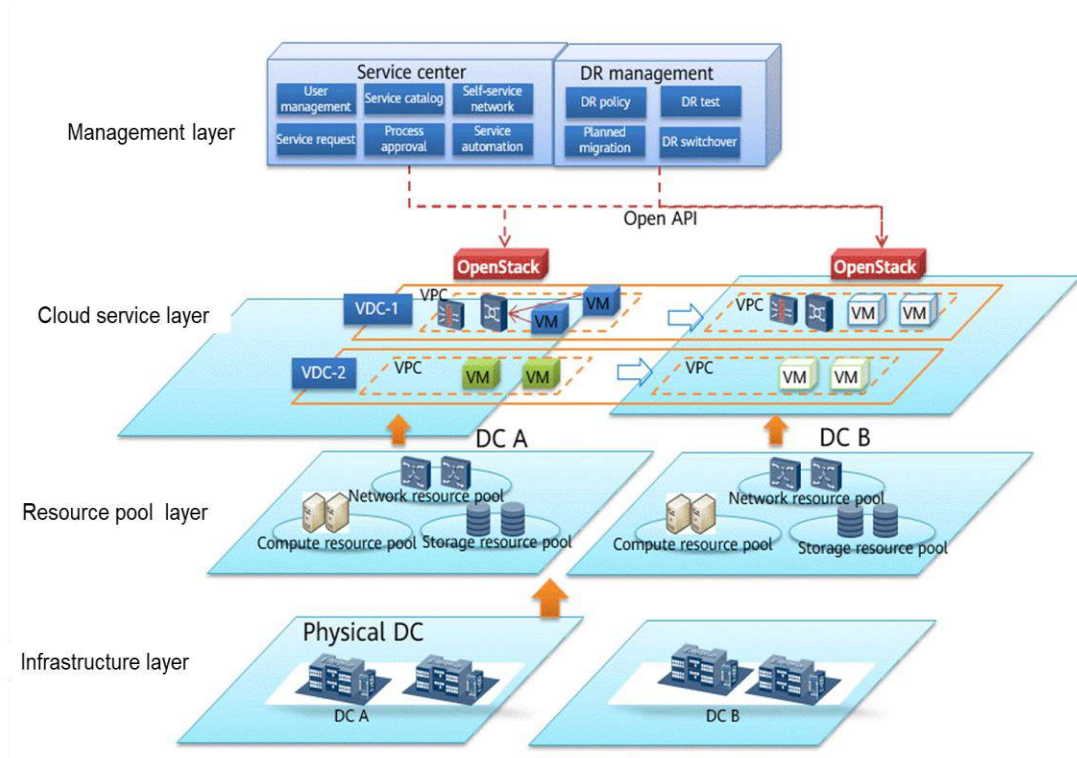 Management layer
Service center
User
management
Service catalog
Self-service
network
Service request
Process
approval
Service
automation
DR management
DR policy
DR test
Planned
migration
DR switchover
Open API
OpenStack
OpenStack
Cloud service layer
VDC-1
VPC
VM
VM
VPC
VM
VM
VDC-2
VPC
VM
VM
VPC
VM
VM
DC A
DC B
Resource pool layer
Network resource pool
Compute resource pool
Storage resource pool
Network resource pool
Compute resource pool
Storage resource pool
Infrastructure layer
Physical DC
DC A
DC B